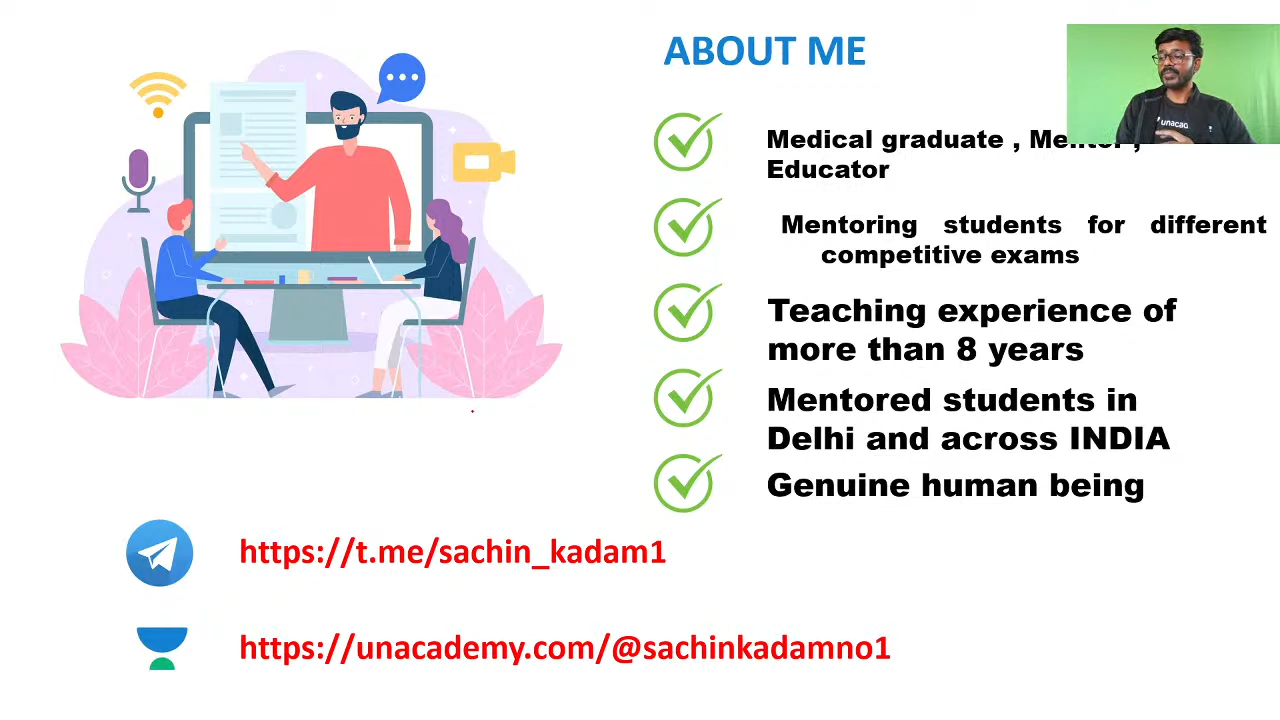 ABOUT ME
Medical graduate , Mentor ,
Educator
Mentoring students for different
competitive exams
Teaching experience of
more than 8 years
Mentored students in
Delhi and across INDIA
Genuine human being
https://t.me/sachin_kadam1
https://unacademy.com/@sachinkadamno1